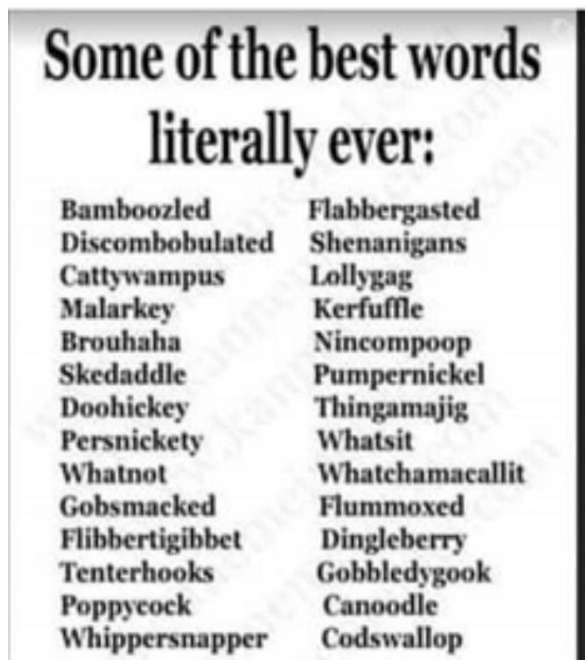 Some of the best words
literally ever:
Bamboozled Flabbergasted
Discombobulated Shenanigans
Cattywampus Lollygag
Malarkey Kerfuffle
Brouhaha Nincompoop
Skedaddle Pumpernickel
Doohickey Thingamajig
Persnickety Whatsit
Whatnot Whatchamacallit
Gobsmacked Flummoxed
Flibbertigibbet Dingleberry
Tenterhooks Gobbledygook
Poppycock Canoodle
Whippersnapper Codswallop